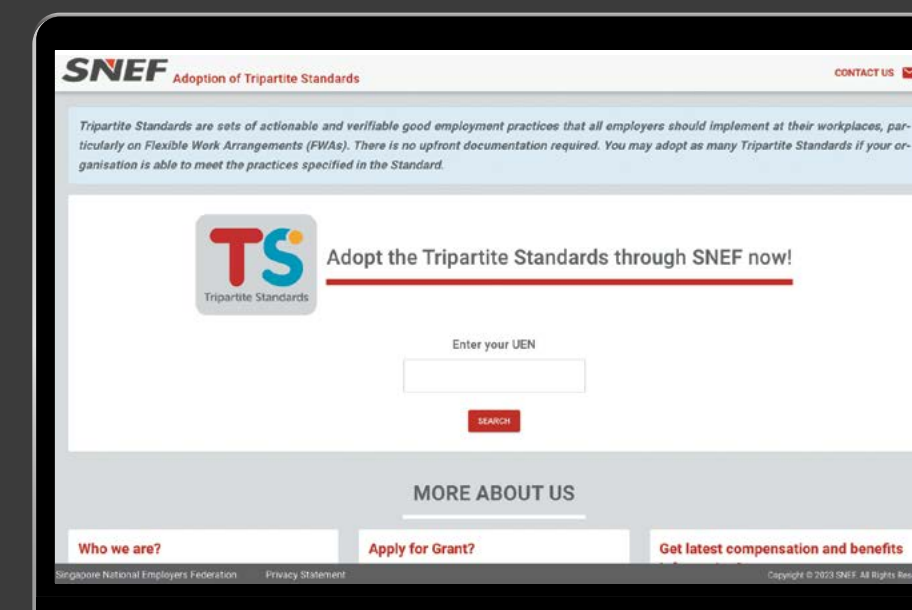 SNEF Adoption of Tripartite Standards
CONTACT US
Tripartite Standards are sets of actionable and verifiable good employment practices that all employers should implement at their workplaces, par-
ticularly on Flexible Work Arrangements (FWAs). There is no upfront documentation required. You may adopt as many Tripartite Standards if your or-
ganisation is able to meet the practices specified in the Standard.
TS
Tripartite Standards
Adopt the Tripartite Standards through SNEF now!
Enter your UEN
SEARCH
MORE ABOUT US
Who we are?
Apply for Grant?
Get latest compensation and benefits
Singapore National Employers Federation
Privacy Statement
Copyright © 2023 SNEF. All Rights Res